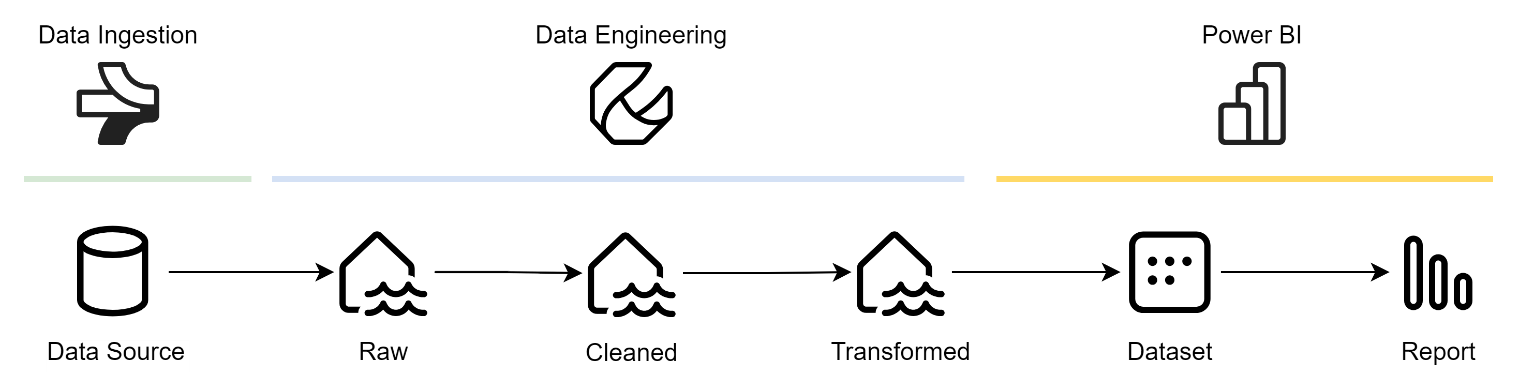 Data Ingestion
Data Engineering
Power BI
Data Source
Raw
Cleaned
Transformed
Dataset
Report